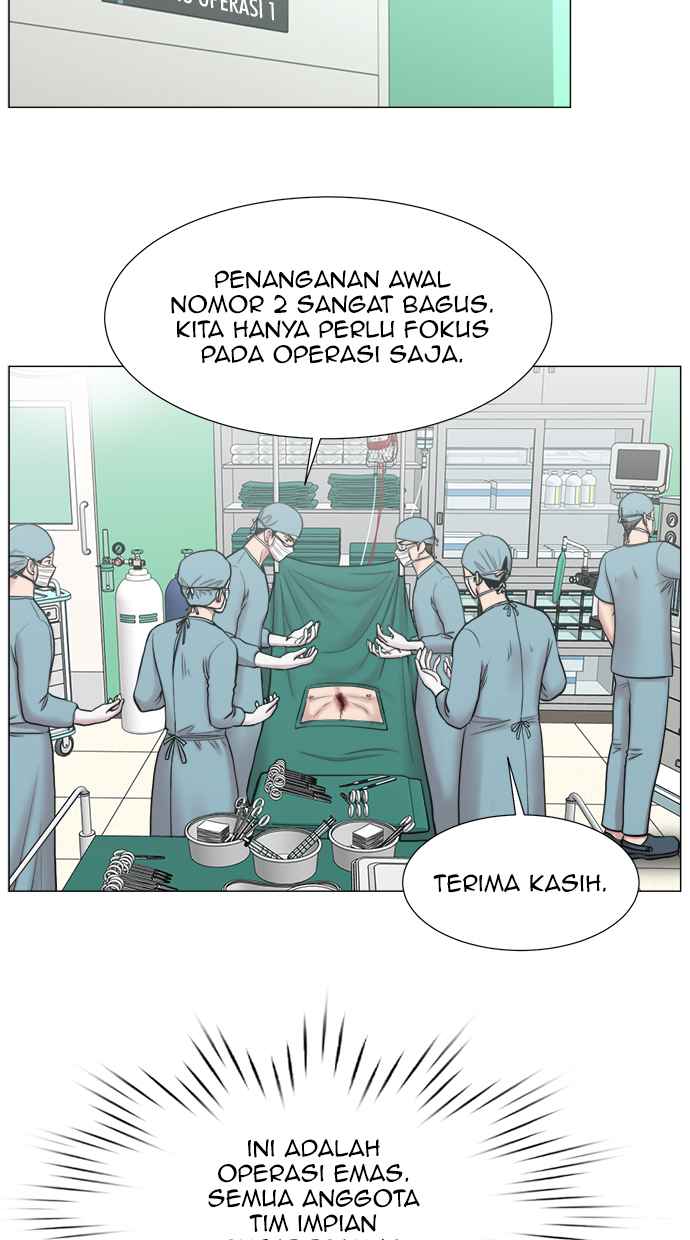 OPERASI 1
PENANGANAN AWAL
NOMOR 2 SANGAT BAGUS.
KITA HANYA PERLU FOKUS
PADA OPERASI SAJA.
TERIMA KASIH.
INI ADALAH
OPERASI EMAS.
SEMUA ANGGOTA
TIM IMPIAN